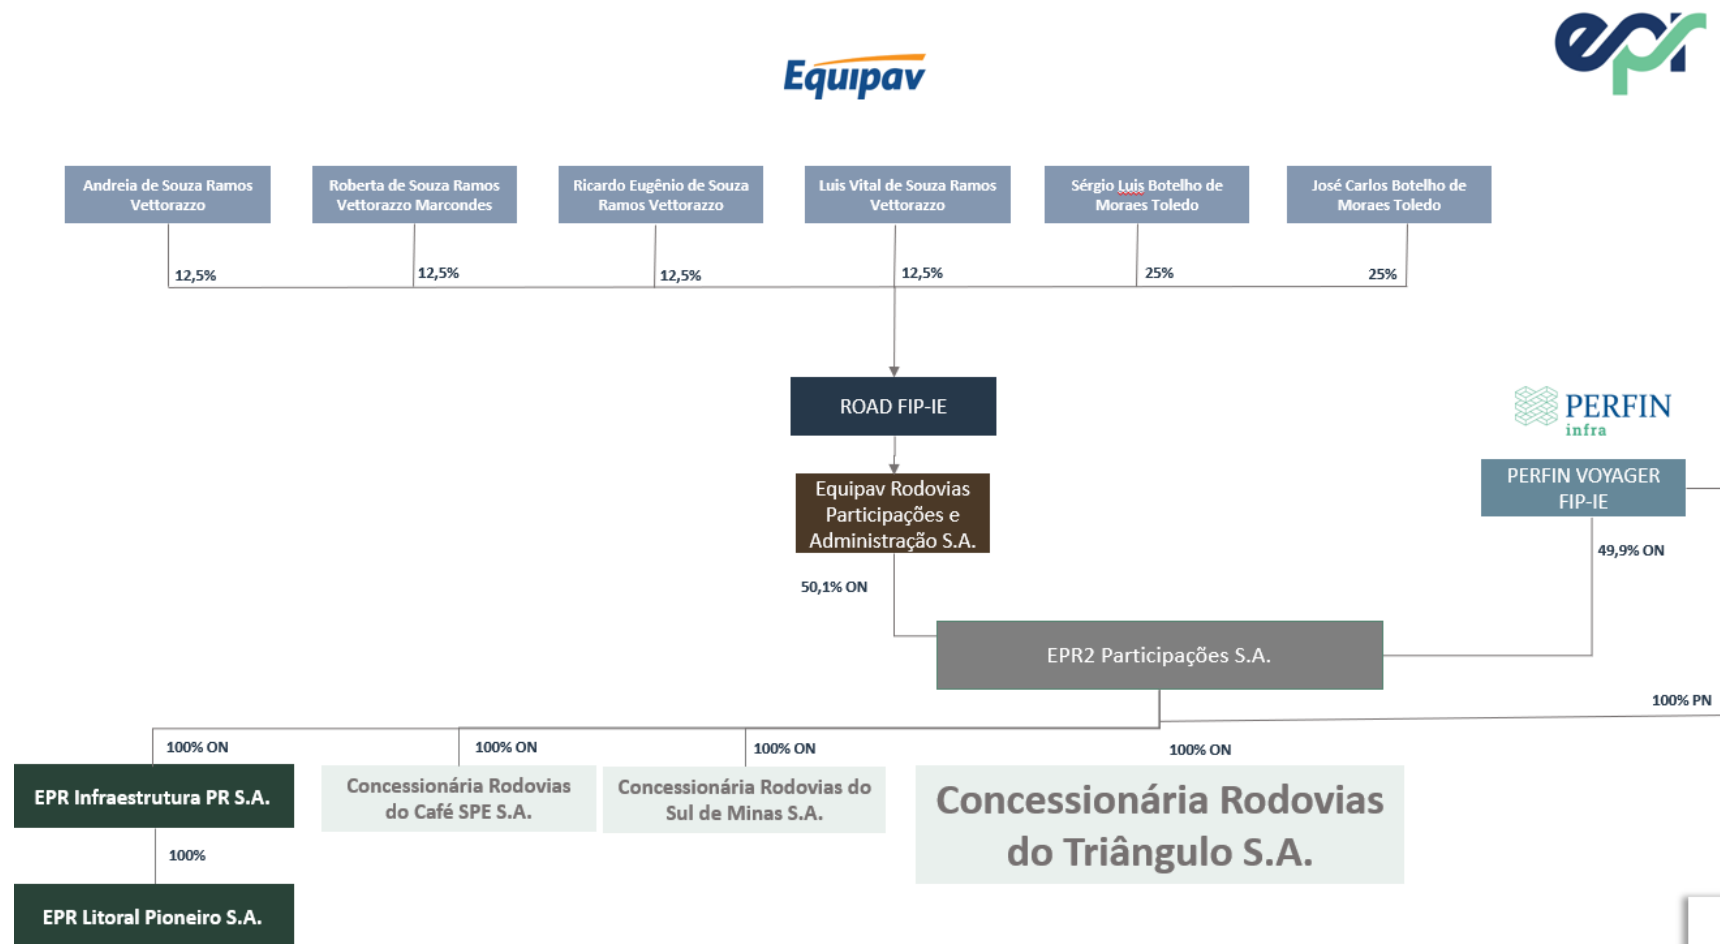 epr
Equipav
Andreia de Souza Ramos
Vettorazzo
Roberta de Souza Ramos
Vettorazzo Marcondes
Ricardo Eugênio de Souza
Ramos Vettorazzo
Luis Vital de Souza Ramos
Vettorazzo
Sérgio Luis Botelho de
Moraes Toledo
José Carlos Botelho de
Moraes Toledo
12,5%
12,5%
12,5%
12,5%
25%
25%
ROAD FIP-IE
PERFIN
infra
Equipav Rodovias
Participações e
Administração S.A.
PERFIN VOYAGER
FIP-IE
50,1% ON
49,9% ON
EPR2 Participações S.A.
100% PN
100% ON
100% ON
100% ON
100% ON
EPR Infraestrutura PR S.A.
Concessionária Rodovias
do Café SPE S.A.
Concessionária Rodovias do
Sul de Minas S.A.
Concessionária Rodovias
do Triângulo S.A.
100%
EPR Litoral Pioneiro S.A.